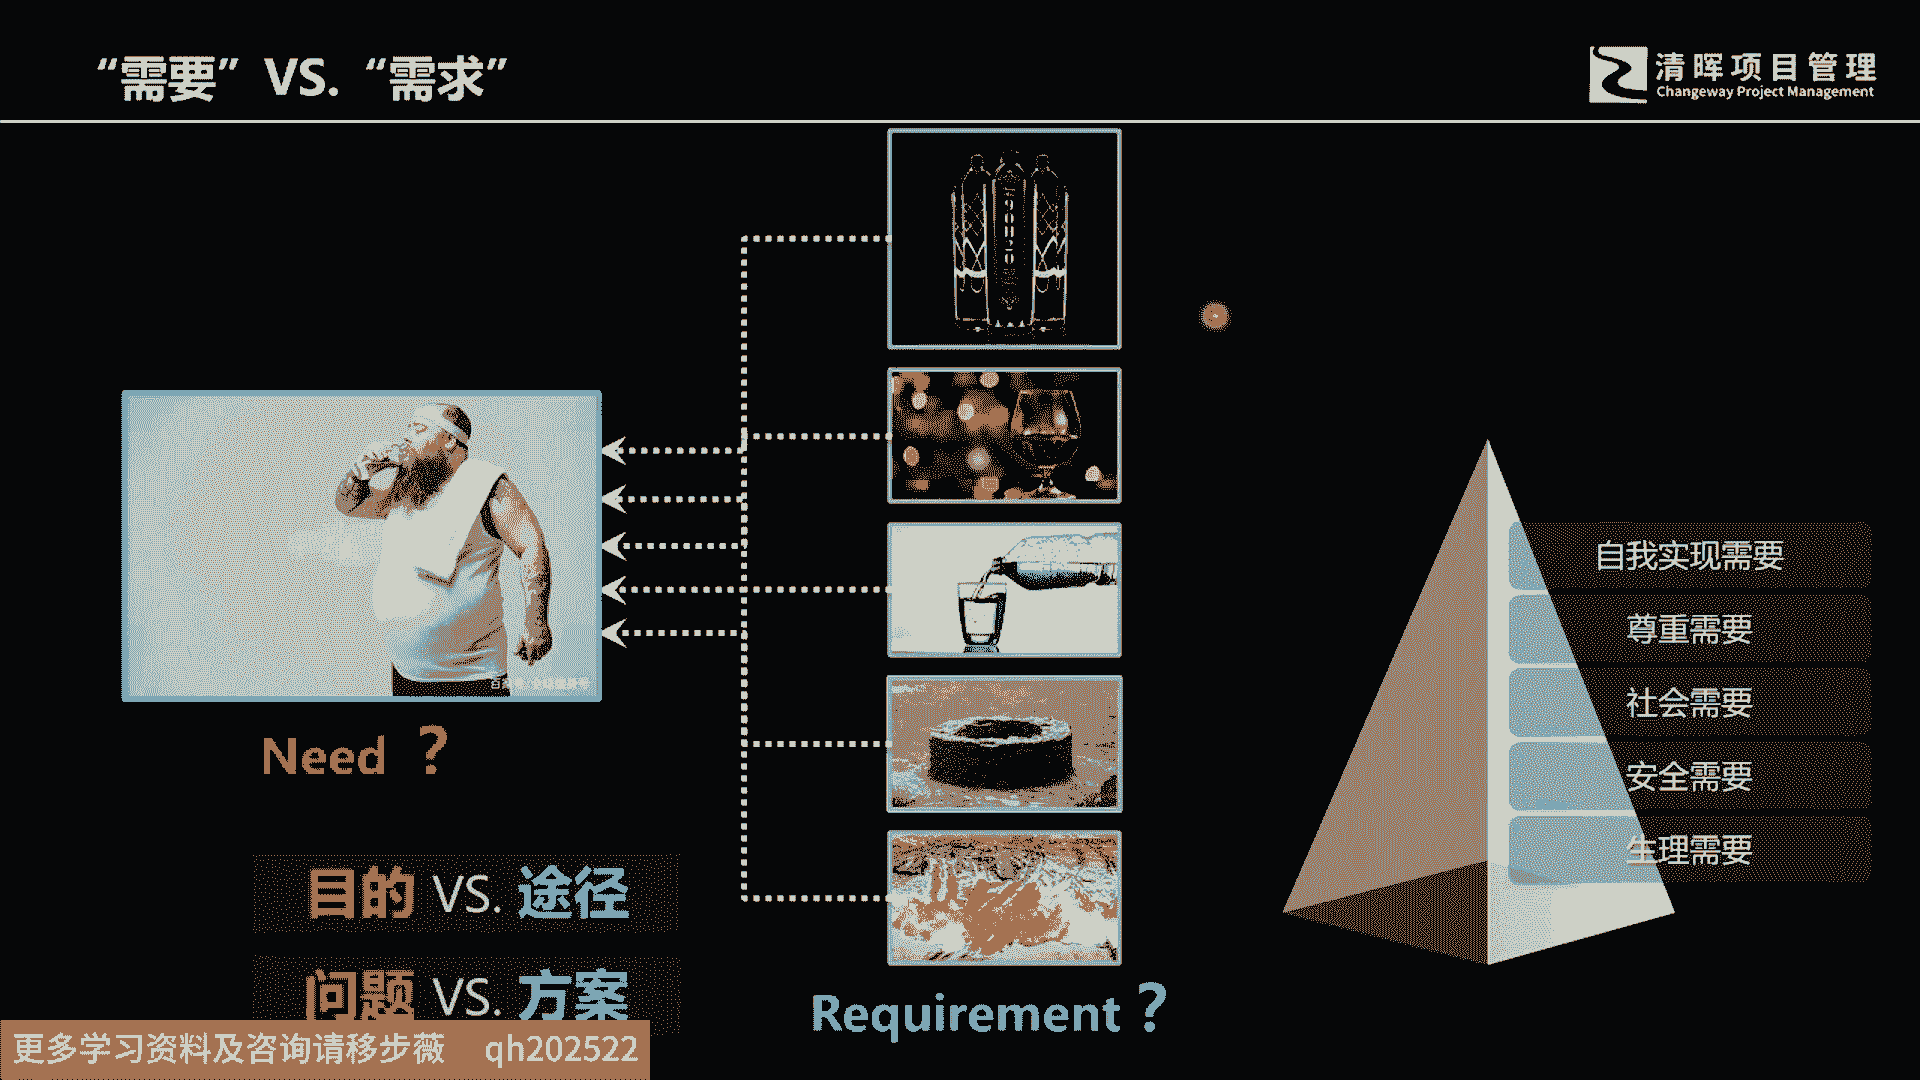 “需要” VS. “需求”
清晖项目管理
Changeway Project Management
Need ？
目的 VS. 途径
问题 VS. 方案
Requirement ？
自我实现需要
尊重需要
社会需要
安全需要
生理需要
更多学习资料及咨询请移步薇 qh202522